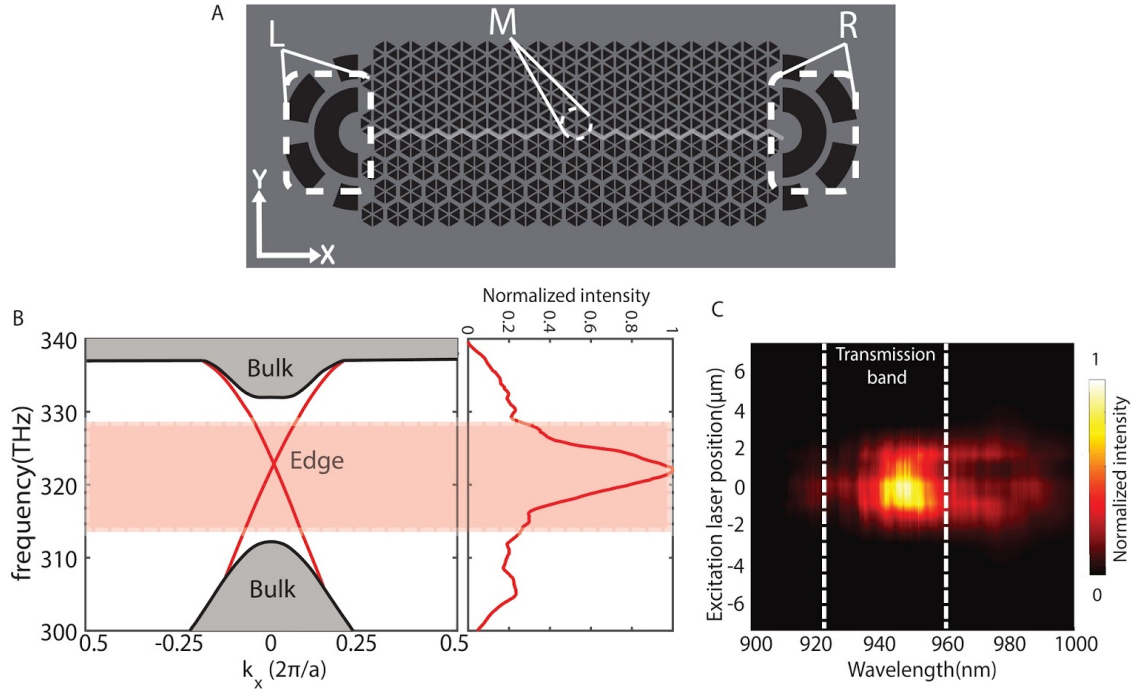 A
L
M
R
Y
X
B
Normalized intensity
0
0.2
0.4
0.6
0.8
1
frequency(THz)
340
330
320
310
300
Bulk
Edge
Bulk
0.5
-0.25
0
0.25
0.5
k_x (2π/a)
C
Transmission
band
Excitation laser position(µm)
6
4
2
0
-2
-4
-6
900
920
940
960
980
1000
Wavelength(nm)
1
Normalized intensity
0